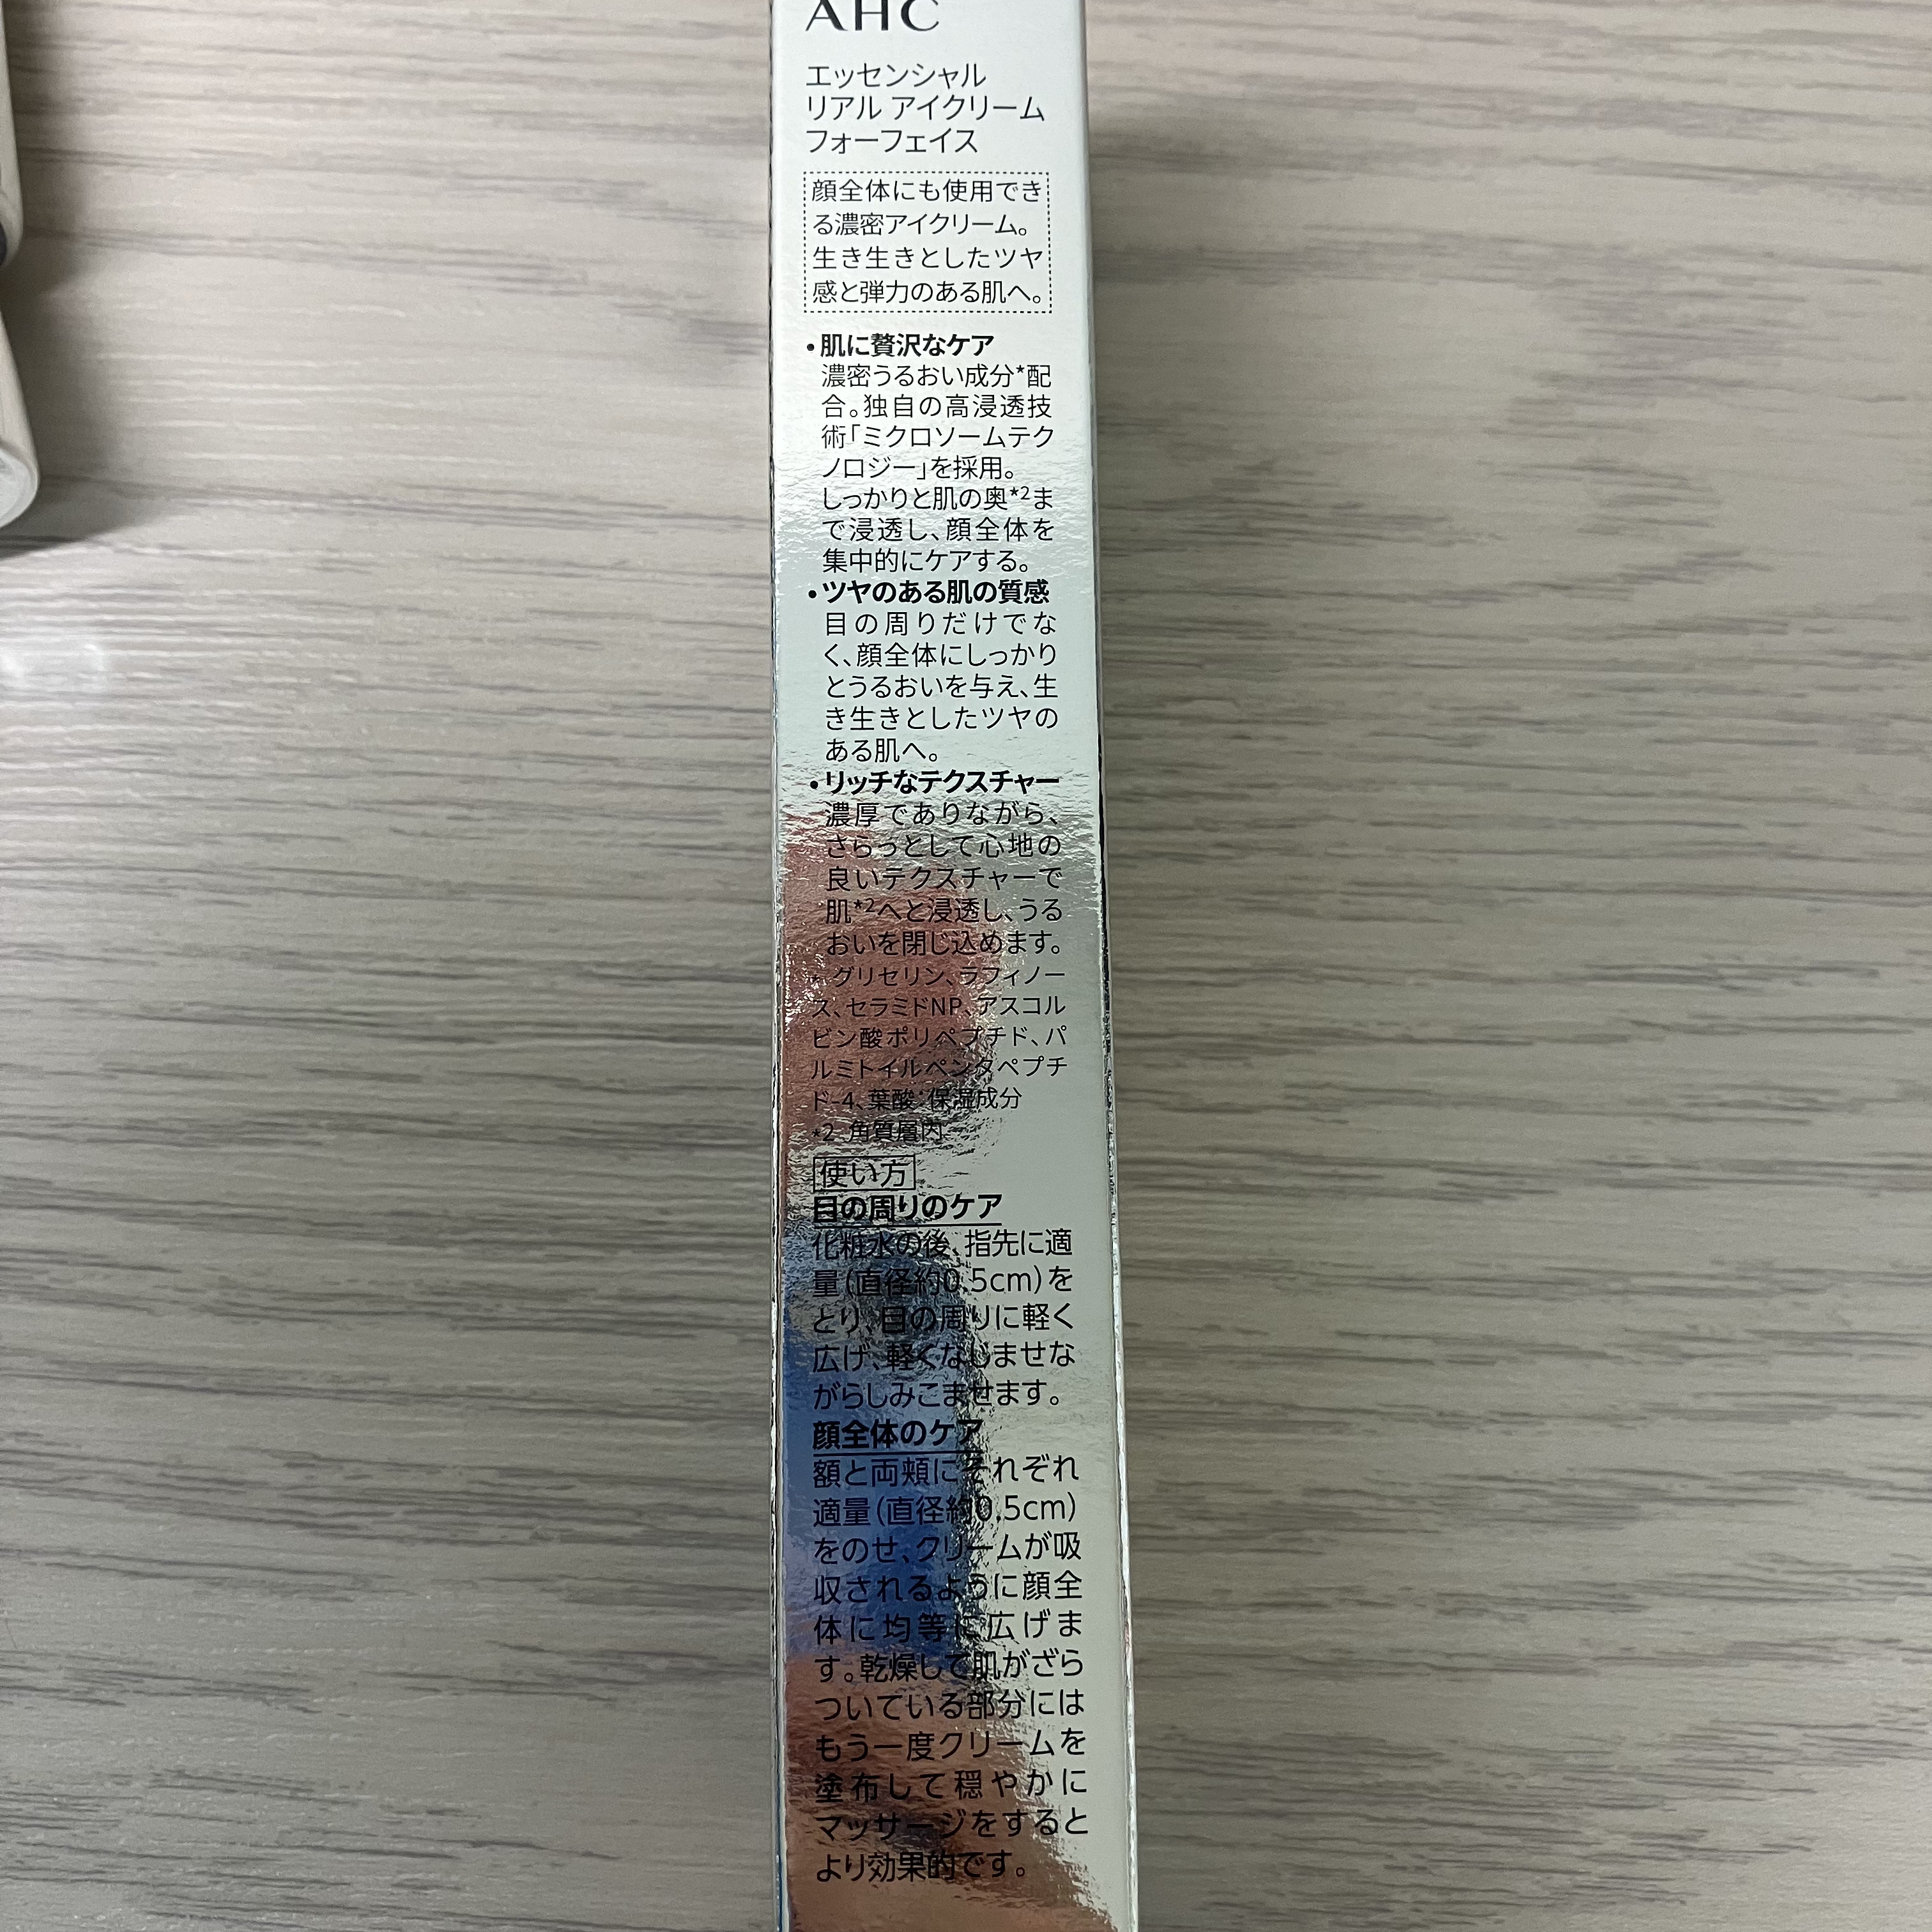 AHC
エッセンシャル
リアル アイクリーム
フォーフェイス
顔全体にも使用でき
る濃密アイクリーム。
生き生きとしたツヤ
感と弾力のある肌へ。
・肌に贅沢なケア
濃密うるおい成分*配
合。独自の高浸透技
術「ミクロソームテク
ノロジー」を採用。
しっかりと肌の奥*2ま
で浸透し、顔全体を
集中的にケアする。
・ツヤのある肌の質感
目の周りだけでな
く、顔全体にしっかり
とうるおいを与え、生
き生きとしたツヤの
ある肌へ。
・リッチなテクスチャー
濃厚でありながら、
さらっとして心地の
良いテクスチャーで
肌*2へと浸透し、うる
おいを閉じ込めます。
* グリセリン、ラフィノー
ス、セラミドNP、アスコル
ビン酸ポリペプチド、パ
ルミトイルペンタペプチ
ド-4、葉酸:保湿成分
*2 角質層内
使い方
目の周りのケア
化粧水の後、指先に適
量(直径約0.5cm)を
とり、目の周りに軽く
広げ、軽くなじませな
がらしみこませます。
顔全体のケア
額と両頬にそれぞれ
適量(直径約0.5cm)
をのせ、クリームが吸
収されるように顔全
体に均等に広げま
す。乾燥して肌がざら
ついている部分には
もう一度クリームを
塗布して穏やかに
マッサージをすると
より効果的です。